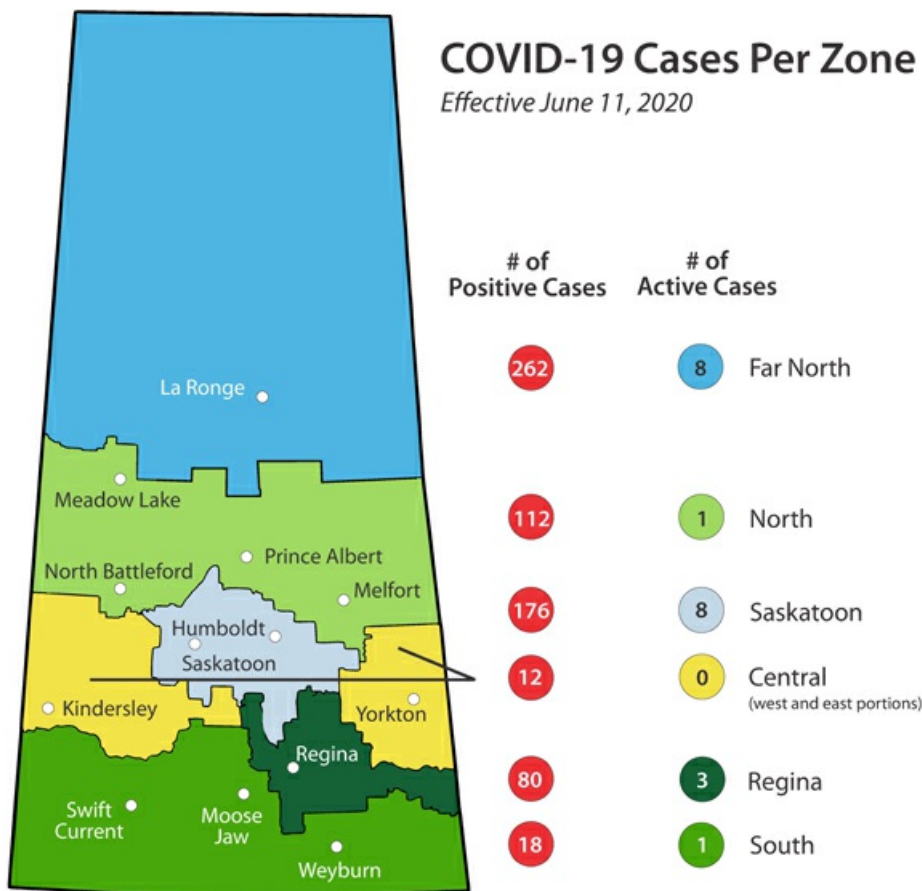 COVID-19 Cases Per Zone
Effective June 11, 2020
# of
Positive Cases
# of
Active Cases
La Ronge
262
8
Far North
Meadow Lake
112
1
North
Prince Albert
North Battleford
Melfort
176
8
Saskatoon
Humboldt
Saskatoon
12
0
Central
(west and east portions)
Kindersley
Yorkton
Regina
80
3
Regina
Swift
Current
Moose
Jaw
Weyburn
18
1
South